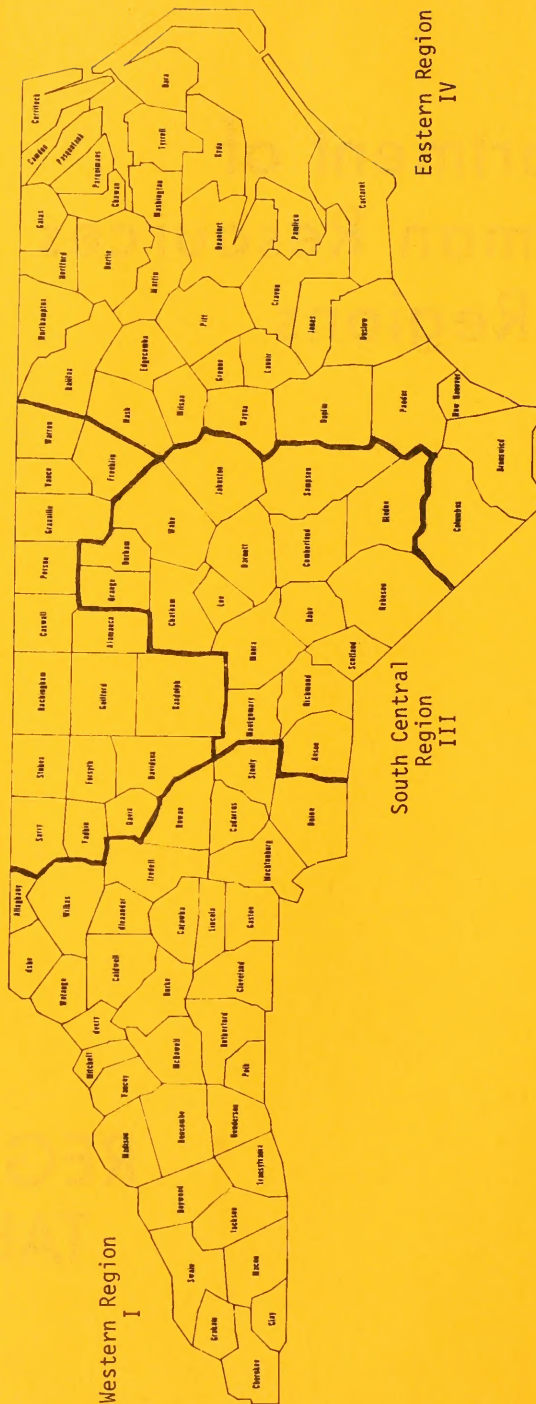 Western Region
I
South Central
Region
III
Eastern Region
IV
Cherokee
Graham
Clay
Swain
Macon
Jackson
Haywood
Transylvania
Madison
Buncombe
Henderson
Yancey
Mitchell
Avery
McDowell
Polk
Rutherford
Ashe
Watauga
Caldwell
Burke
Cleveland
Alleghany
Wilkes
Alexander
Catawba
Lincoln
Gaston
Iredell
Mecklenburg
Surry
Yadkin
Davie
Rowan
Cabarrus
Union
Stokes
Forsyth
Davidson
Stanly
Anson
Rockingham
Guilford
Randolph
Montgomery
Richmond
Caswell
Alamance
Moore
Scotland
Person
Orange
Chatham
Lee
Hoke
Robeson
Granville
Durham
Wake
Harnett
Cumberland
Bladen
Columbus
Vance
Warren
Franklin
Johnston
Sampson
Brunswick
Halifax
Northampton
Nash
Wilson
Wayne
Duplin
Pender
New Hanover
Edgecombe
Greene
Lenoir
Jones
Onslow
Hertford
Bertie
Martin
Pitt
Craven
Gates
Chowan
Washington
Beaufort
Pamlico
Carteret
Currituck
Camden
Pasquotank
Perquimans
Tyrrell
Dare
Hyde